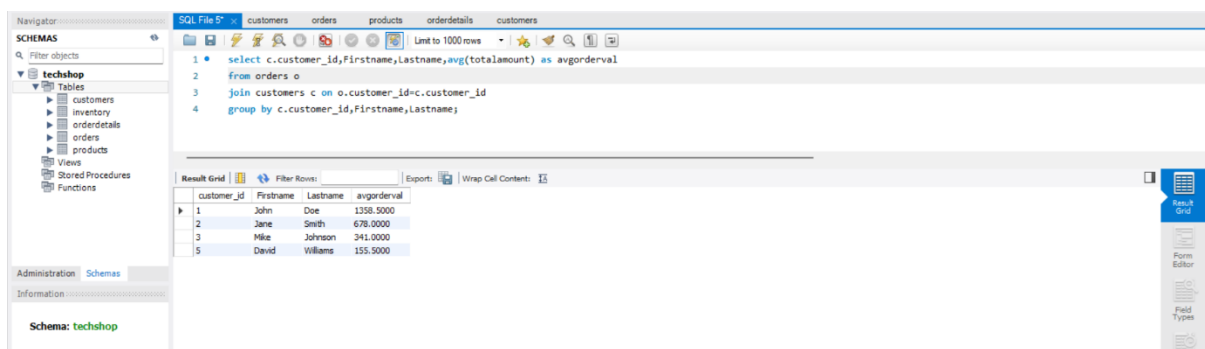 Navigator
SQL File 5* × customers orders products orderdetails customers
SCHEMAS
Filter objects
techshop
Tables
customers
inventory
orderdetails
orders
products
Views
Stored Procedures
Functions
Administration Schemas
Information
Schema: techshop
Limit to 1000 rows
1 select c.customer_id,Firstname,Lastname,avg(totalamount) as avgorderval
2 from orders o
3 join customers c on o.customer_id=c.customer_id
4 group by c.customer_id,Firstname,Lastname;
Result Grid Filter Rows: Export: Wrap Cell Content:
customer_id Firstname Lastname avgorderval
1 John Doe 1358.5000
2 Jane Smith 678.0000
3 Mike Johnson 341.0000
5 David Williams 155.5000
Result
Grid
Form
Editor
Field
Types